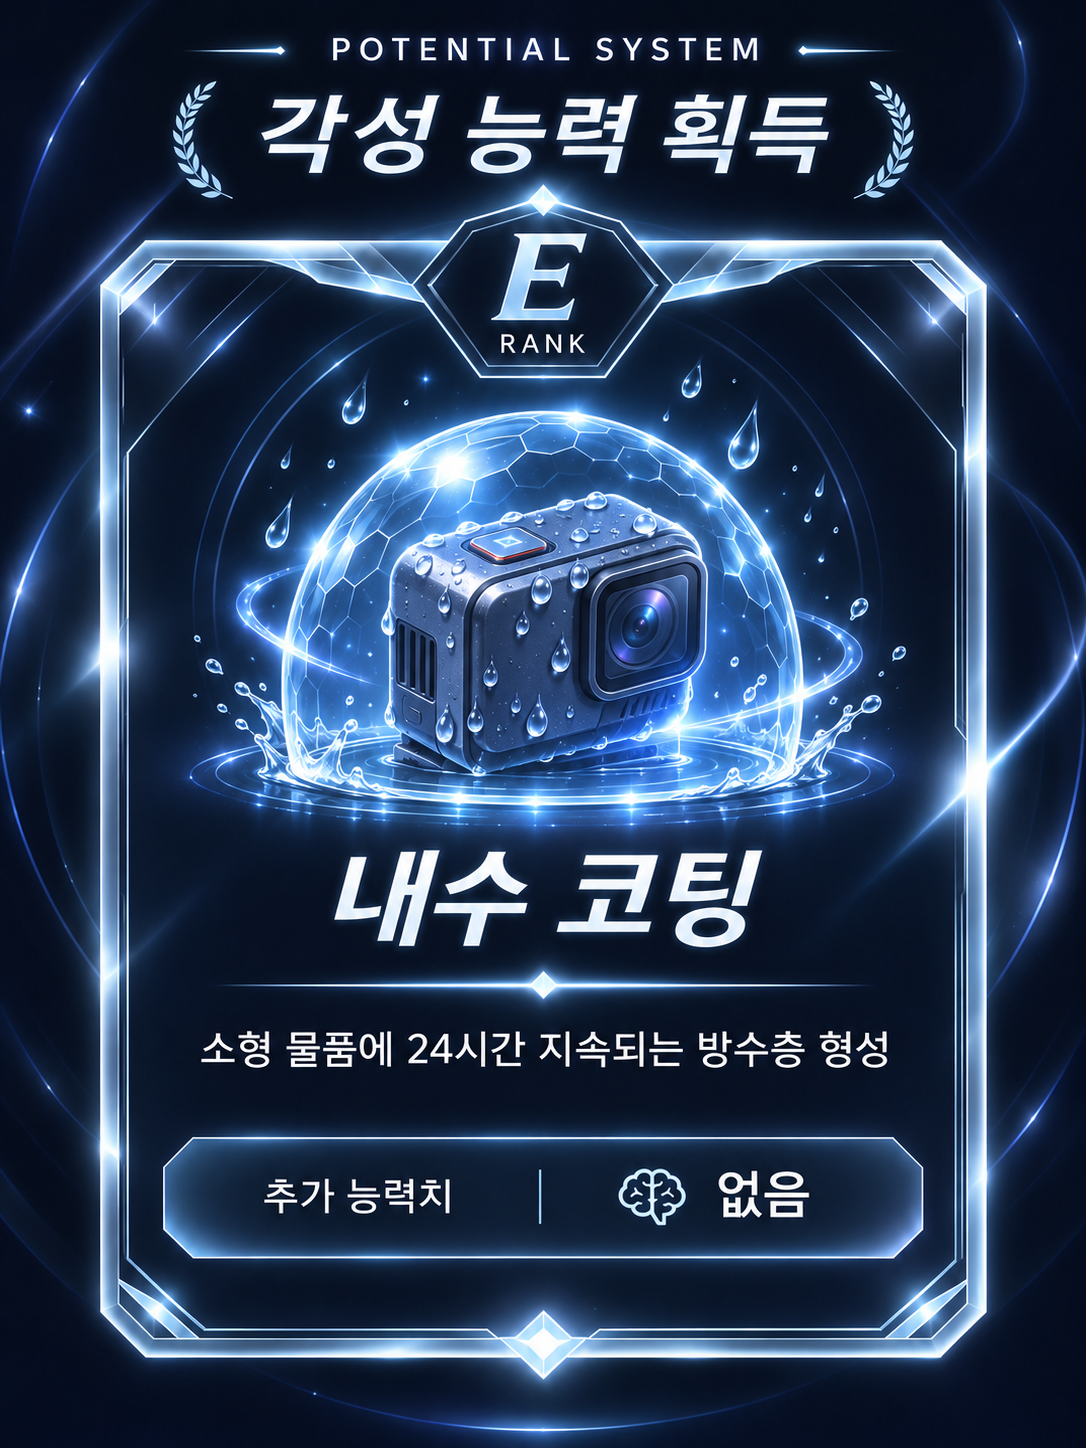 POTENTIAL SYSTEM
각성 능력 획득
E
RANK
내수 코팅
소형 물품에 24시간 지속되는 방수층 형성
추가 능력치
없음